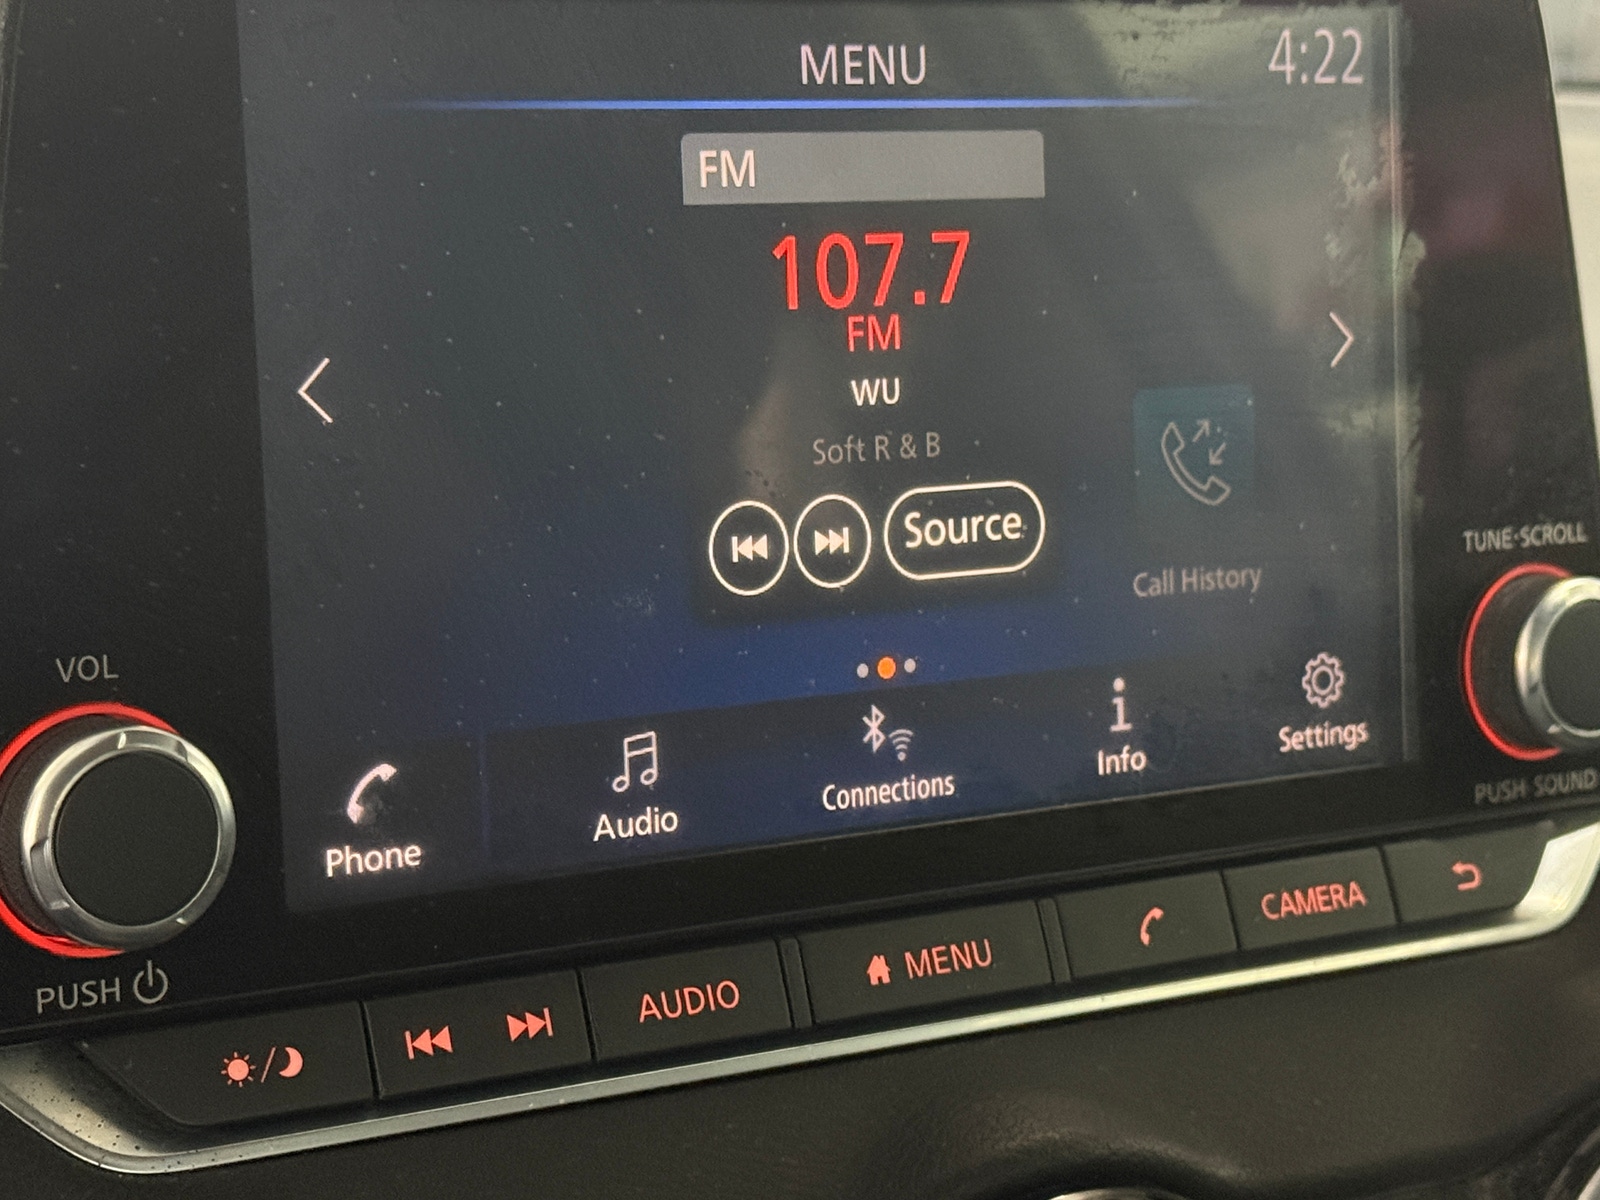 MENU
4:22
FM
107.7
FM
WU
Soft R & B
Source
Call History
Phone
Audio
Connections
Info
Settings
VOL
PUSH
TUNE·SCROLL
PUSH SOUND
AUDIO
MENU
CAMERA